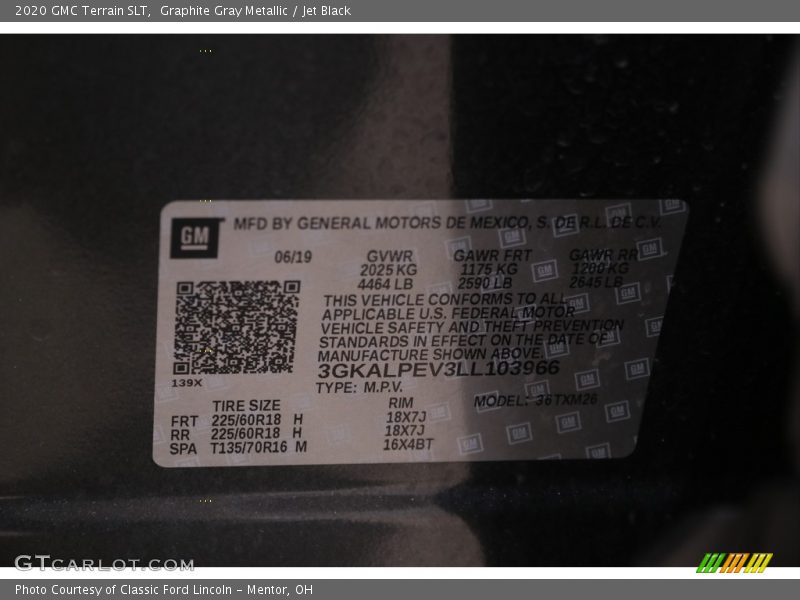 2020 GMC Terrain SLT, Graphite Gray Metallic / Jet Black
GM
MFD BY GENERAL MOTORS DE MEXICO, S. DE R.L. DE C.V.
06/19 GVWR GAWR FRT GAWR RR
2025 KG 1175 KG 1200 KG
4464 LB 2590 LB 2645 LB
THIS VEHICLE CONFORMS TO ALL
APPLICABLE U.S. FEDERAL MOTOR
VEHICLE SAFETY AND THEFT PREVENTION
STANDARDS IN EFFECT ON THE DATE OF
MANUFACTURE SHOWN ABOVE.
3GKALPEV3LL103966
139X
TYPE: M.P.V. MODEL: 36TXM26
TIRE SIZE RIM
FRT 225/60R18 H 18X7J
RR 225/60R18 H 18X7J
SPA T135/70R16 M 16X4BT
GTCARLOT.COM
Photo Courtesy of Classic Ford Lincoln – Mentor, OH